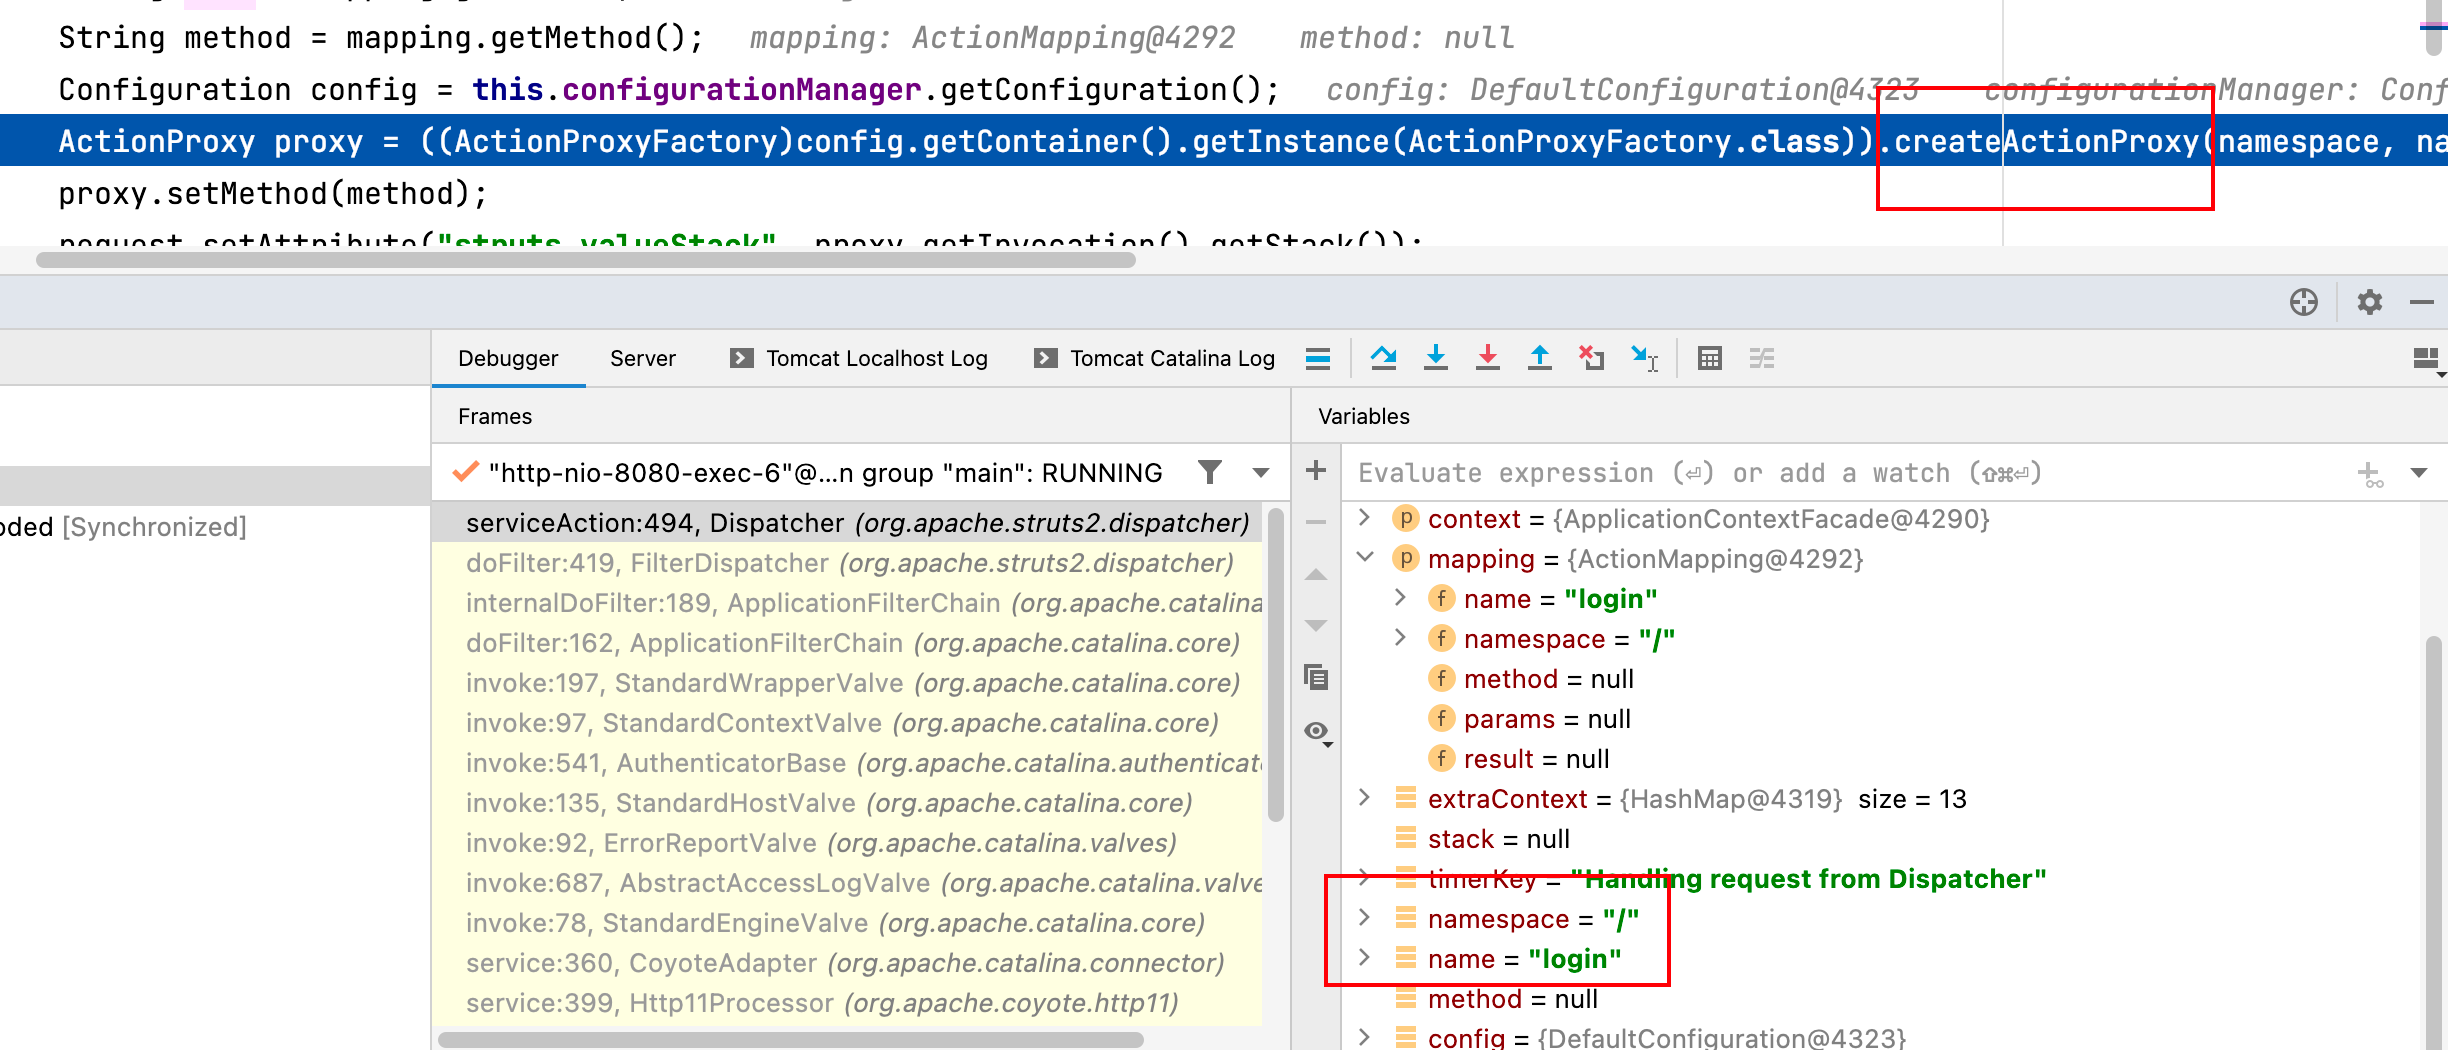 String method = mapping.getMethod();   mapping: ActionMapping@4292    method: null
Configuration config = this.configurationManager.getConfiguration();   config: DefaultConfiguration@4323    configurationManager: Conf
ActionProxy proxy = ((ActionProxyFactory)config.getContainer().getInstance(ActionProxyFactory.class)).createActionProxy(namespace, na
proxy.setMethod(method);
request.setAttribute("struts.valueStack", proxy.getInvocation().getStack());
Debugger   Server   Tomcat Localhost Log   Tomcat Catalina Log
Frames
Variables
"http-nio-8080-exec-6"@...n group "main": RUNNING
Evaluate expression (⏎) or add a watch (⇧⌘⏎)
oded [Synchronized]
serviceAction:494, Dispatcher (org.apache.struts2.dispatcher)
doFilter:419, FilterDispatcher (org.apache.struts2.dispatcher)
internalDoFilter:189, ApplicationFilterChain (org.apache.catalina
doFilter:162, ApplicationFilterChain (org.apache.catalina.core)
invoke:197, StandardWrapperValve (org.apache.catalina.core)
invoke:97, StandardContextValve (org.apache.catalina.core)
invoke:541, AuthenticatorBase (org.apache.catalina.authenticato
invoke:135, StandardHostValve (org.apache.catalina.core)
invoke:92, ErrorReportValve (org.apache.catalina.valves)
invoke:687, AbstractAccessLogValve (org.apache.catalina.valve
invoke:78, StandardEngineValve (org.apache.catalina.core)
service:360, CoyoteAdapter (org.apache.catalina.connector)
service:399, Http11Processor (org.apache.coyote.http11)
context = {ApplicationContextFacade@4290}
mapping = {ActionMapping@4292}
name = "login"
namespace = "/"
method = null
params = null
result = null
extraContext = {HashMap@4319}  size = 13
stack = null
timerKey = "Handling request from Dispatcher"
namespace = "/"
name = "login"
method = null
config = {DefaultConfiguration@4323}